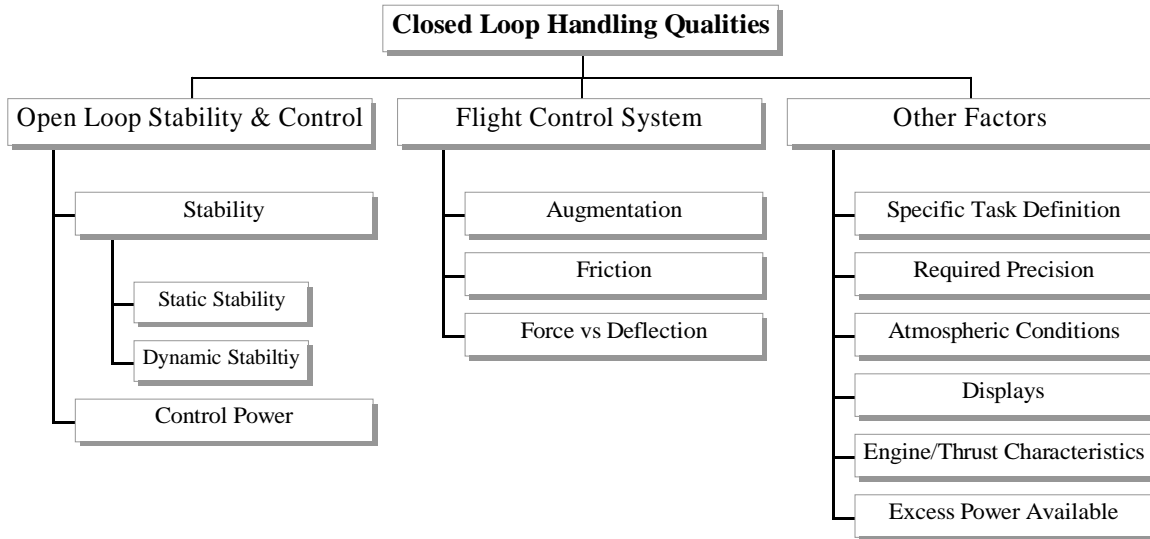 Closed Loop Handling Qualities
Open Loop Stability & Control
Stability
Static Stability
Dynamic Stabiltiy
Control Power
Flight Control System
Augmentation
Friction
Force vs Deflection
Other Factors
Specific Task Definition
Required Precision
Atmospheric Conditions
Displays
Engine/Thrust Characteristics
Excess Power Available